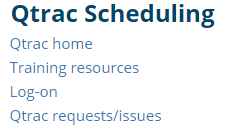 Qtrac Scheduling
Qtrac home
Training resources
Log-on
Qtrac requests/issues